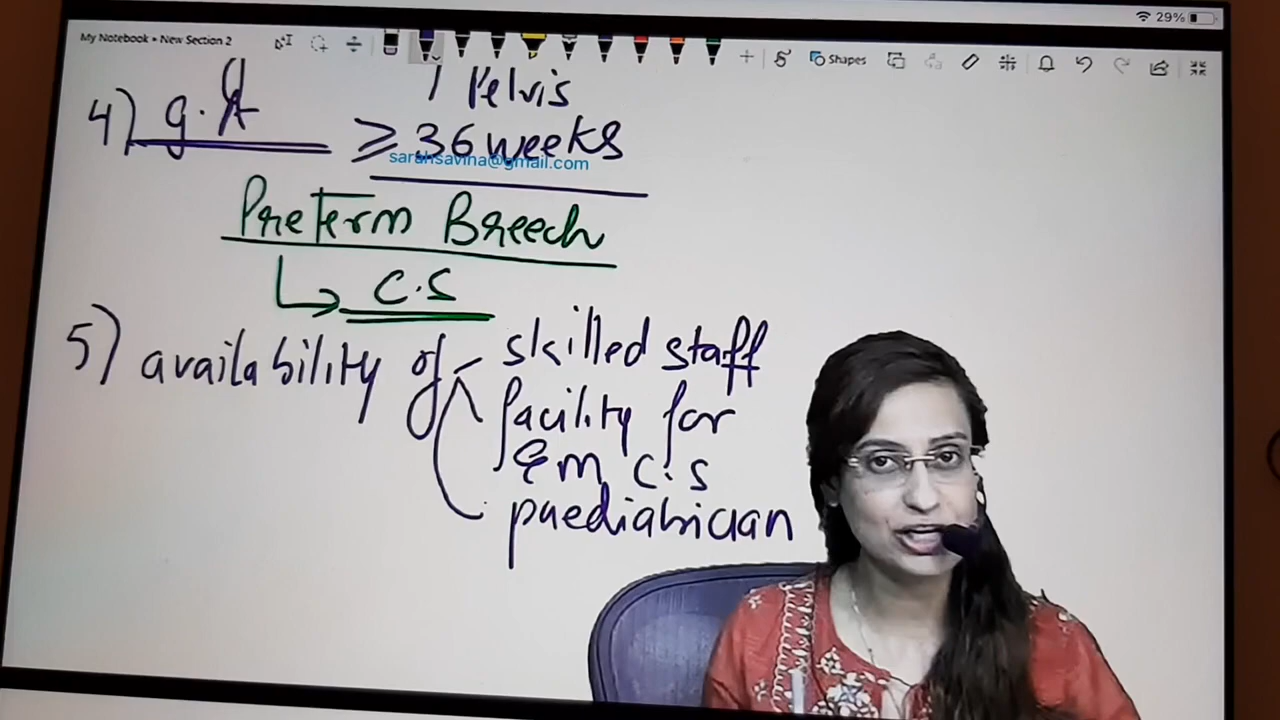 29%
My Notebook • New Section 2
Shapes
Pelvis
4) g.A ≥ 36 weeks
sarahsavina@gmail.com
Preterm Breech
↳ C.S
5) availability of skilled staff
facility for
Em C.S
paediatrician